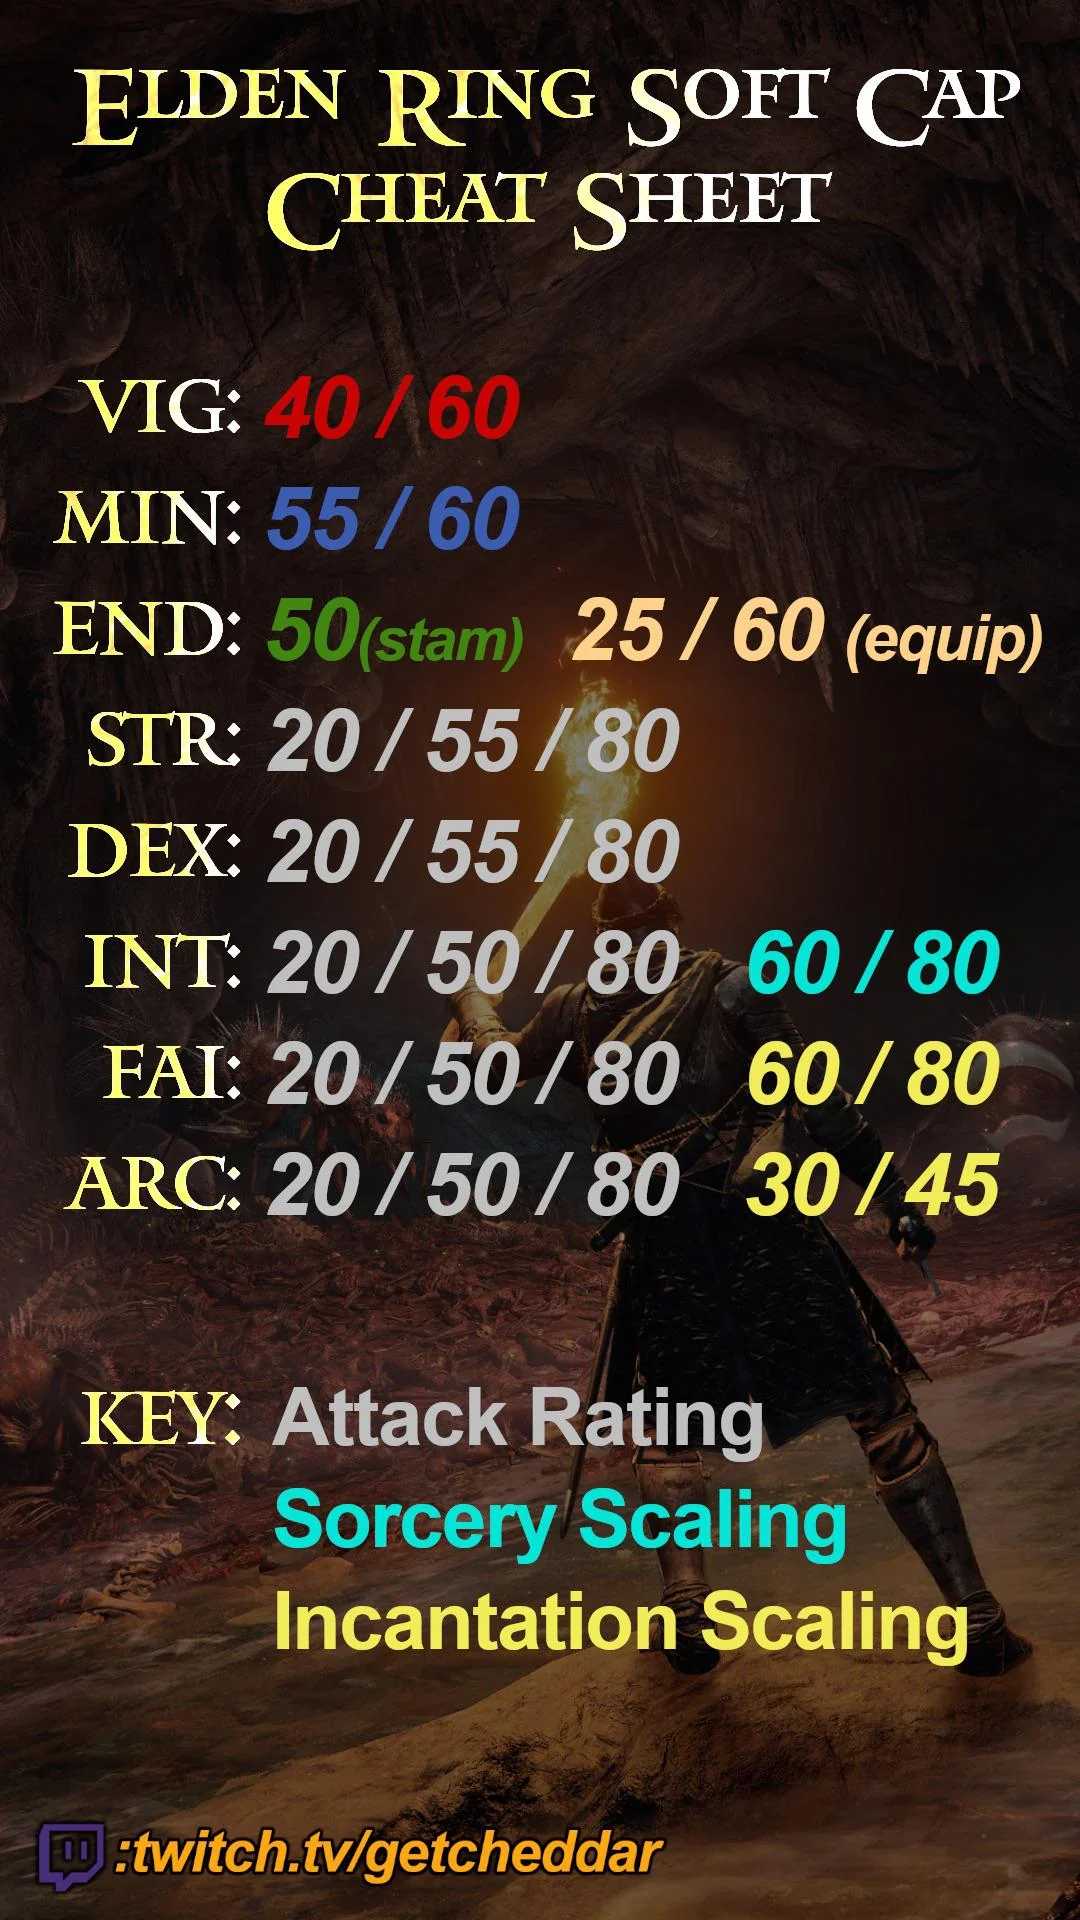 Elden Ring Soft Cap
Cheat Sheet
VIG: 40 / 60
MIN: 55 / 60
END: 50(stam) 25 / 60 (equip)
STR: 20 / 55 / 80
DEX: 20 / 55 / 80
INT: 20 / 50 / 80 60 / 80
FAI: 20 / 50 / 80 60 / 80
ARC: 20 / 50 / 80 30 / 45
KEY: Attack Rating
Sorcery Scaling
Incantation Scaling
:twitch.tv/getcheddar